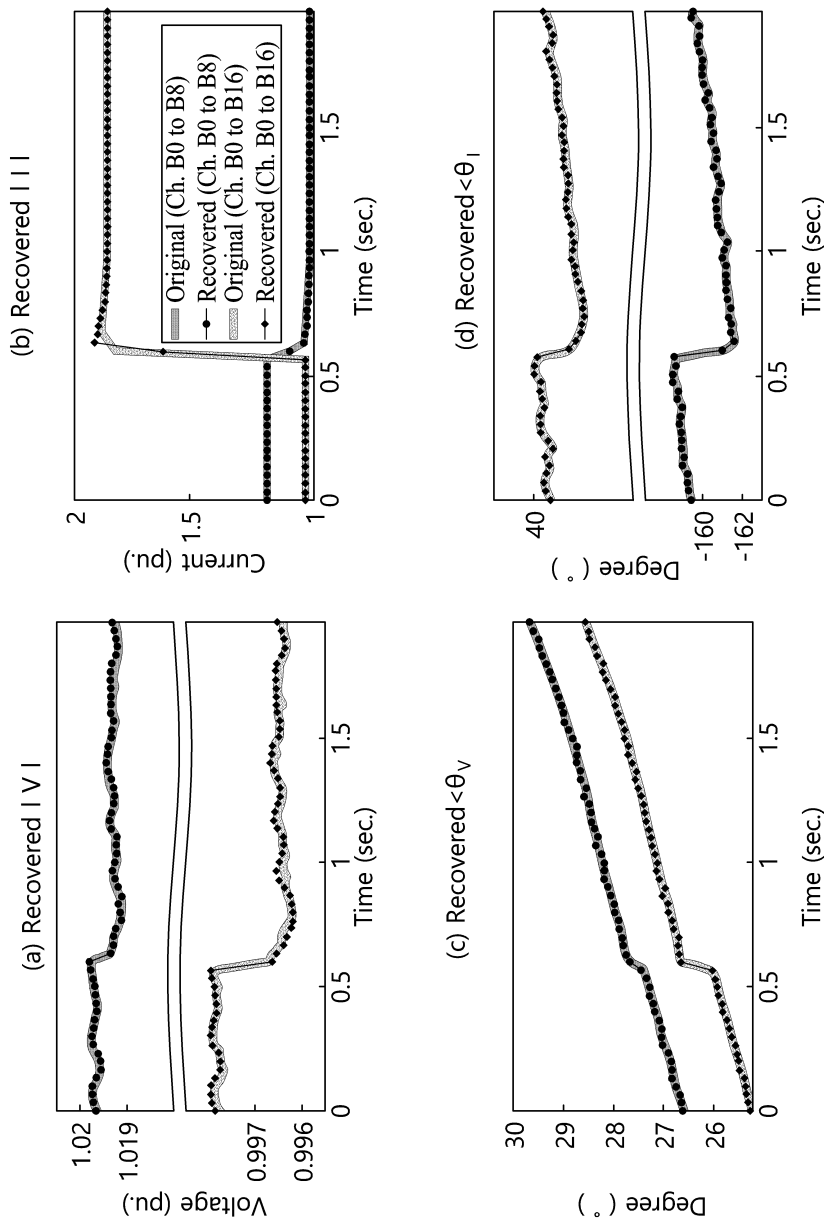 (a) Recovered | V |
1.02
1.019
0.997
0.996
Voltage (pu.)
0
0.5
1
1.5
Time (sec.)
(b) Recovered | I |
2
1.5
1
Current (pu.)
0
0.5
1
1.5
Time (sec.)
Original (Ch. B0 to B8)
Recovered (Ch. B0 to B8)
Original (Ch. B0 to B16)
Recovered (Ch. B0 to B16)
(c) Recovered<θV
30
29
28
27
26
Degree (°)
0
0.5
1
1.5
Time (sec.)
(d) Recovered<θI
40
-160
-162
Degree (°)
0
0.5
1
1.5
Time (sec.)